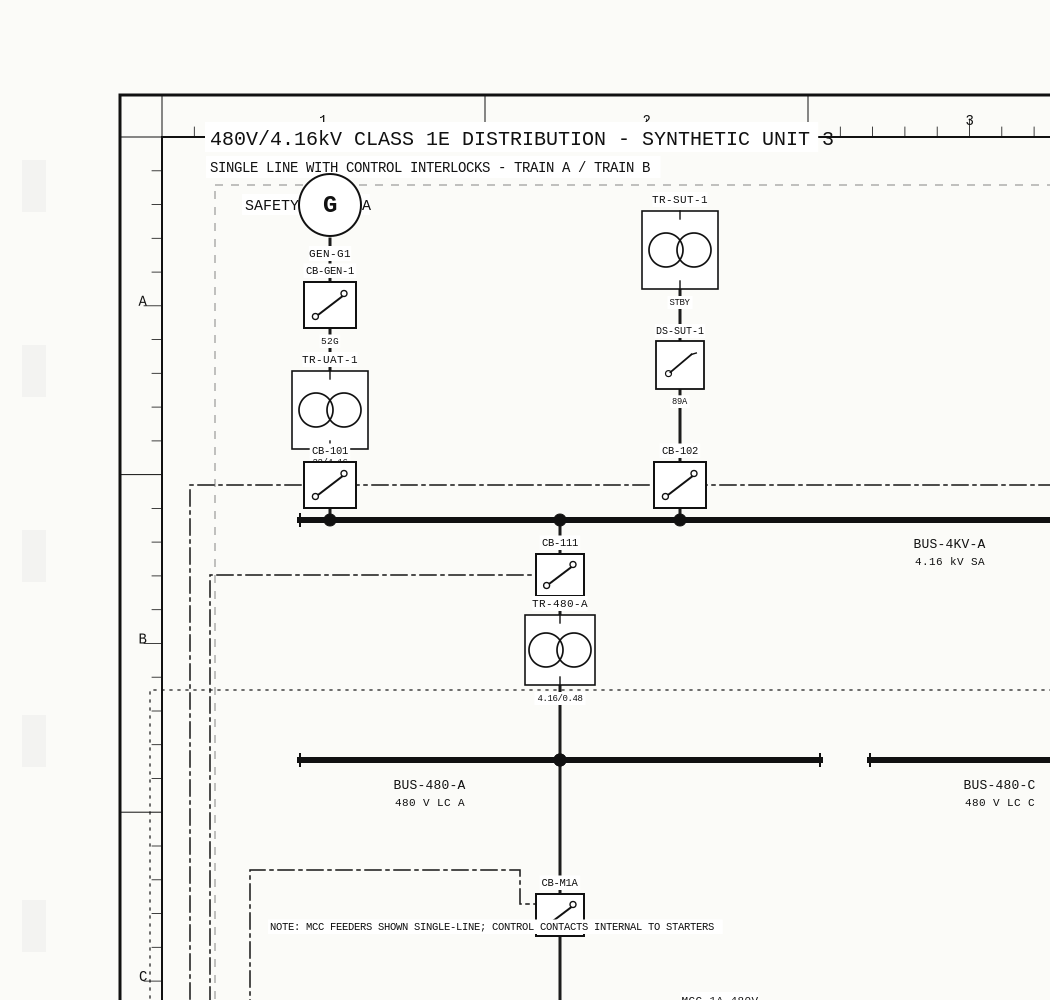 1 2 3
480V/4.16kV CLASS 1E DISTRIBUTION - SYNTHETIC UNIT 3
SINGLE LINE WITH CONTROL INTERLOCKS - TRAIN A / TRAIN B
SAFETY G A
TR-SUT-1
GEN-G1
CB-GEN-1
A
STBY
DS-SUT-1
52G
TR-UAT-1
89A
CB-101
CB-102
BUS-4KV-A
4.16 kV SA
CB-111
TR-480-A
B
4.16/0.48
BUS-480-A
480 V LC A
BUS-480-C
480 V LC C
CB-M1A
NOTE: MCC FEEDERS SHOWN SINGLE-LINE; CONTROL CONTACTS INTERNAL TO STARTERS
C
MCC-1A 480V